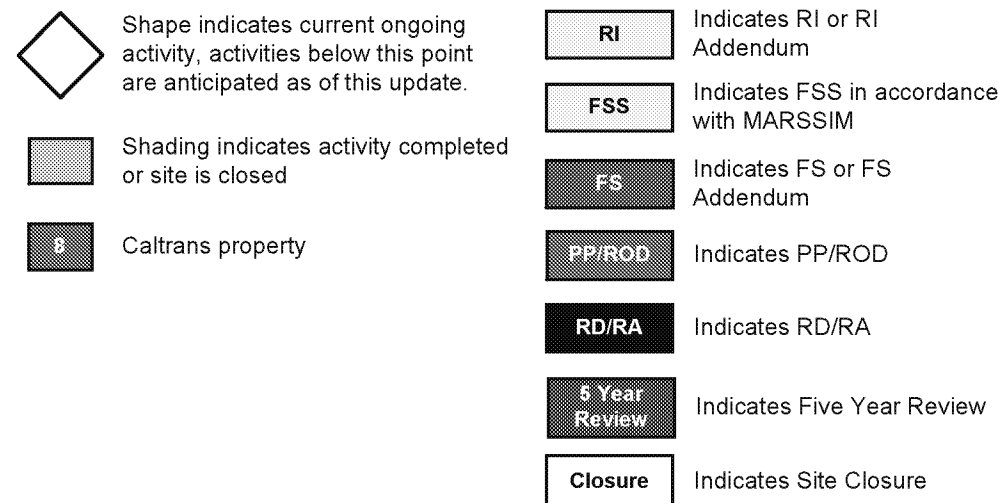 Shape indicates current ongoing
activity, activities below this point
are anticipated as of this update.
Shading indicates activity completed
or site is closed
8
Caltrans property
RI
Indicates RI or RI
Addendum
FSS
Indicates FSS in accordance
with MARSSIM
FS
Indicates FS or FS
Addendum
PP/ROD
Indicates PP/ROD
RD/RA
Indicates RD/RA
5 Year
Review
Indicates Five Year Review
Closure
Indicates Site Closure